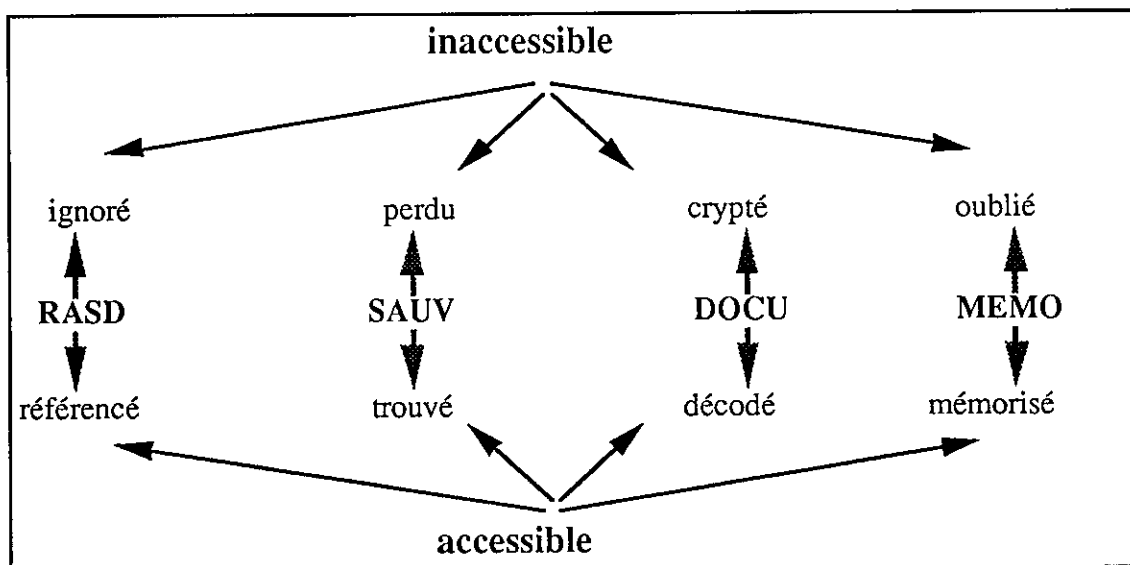 inaccessible
ignoré perdu crypté oublié
RASD SAUV DOCU MEMO
référencé trouvé décodé mémorisé
accessible